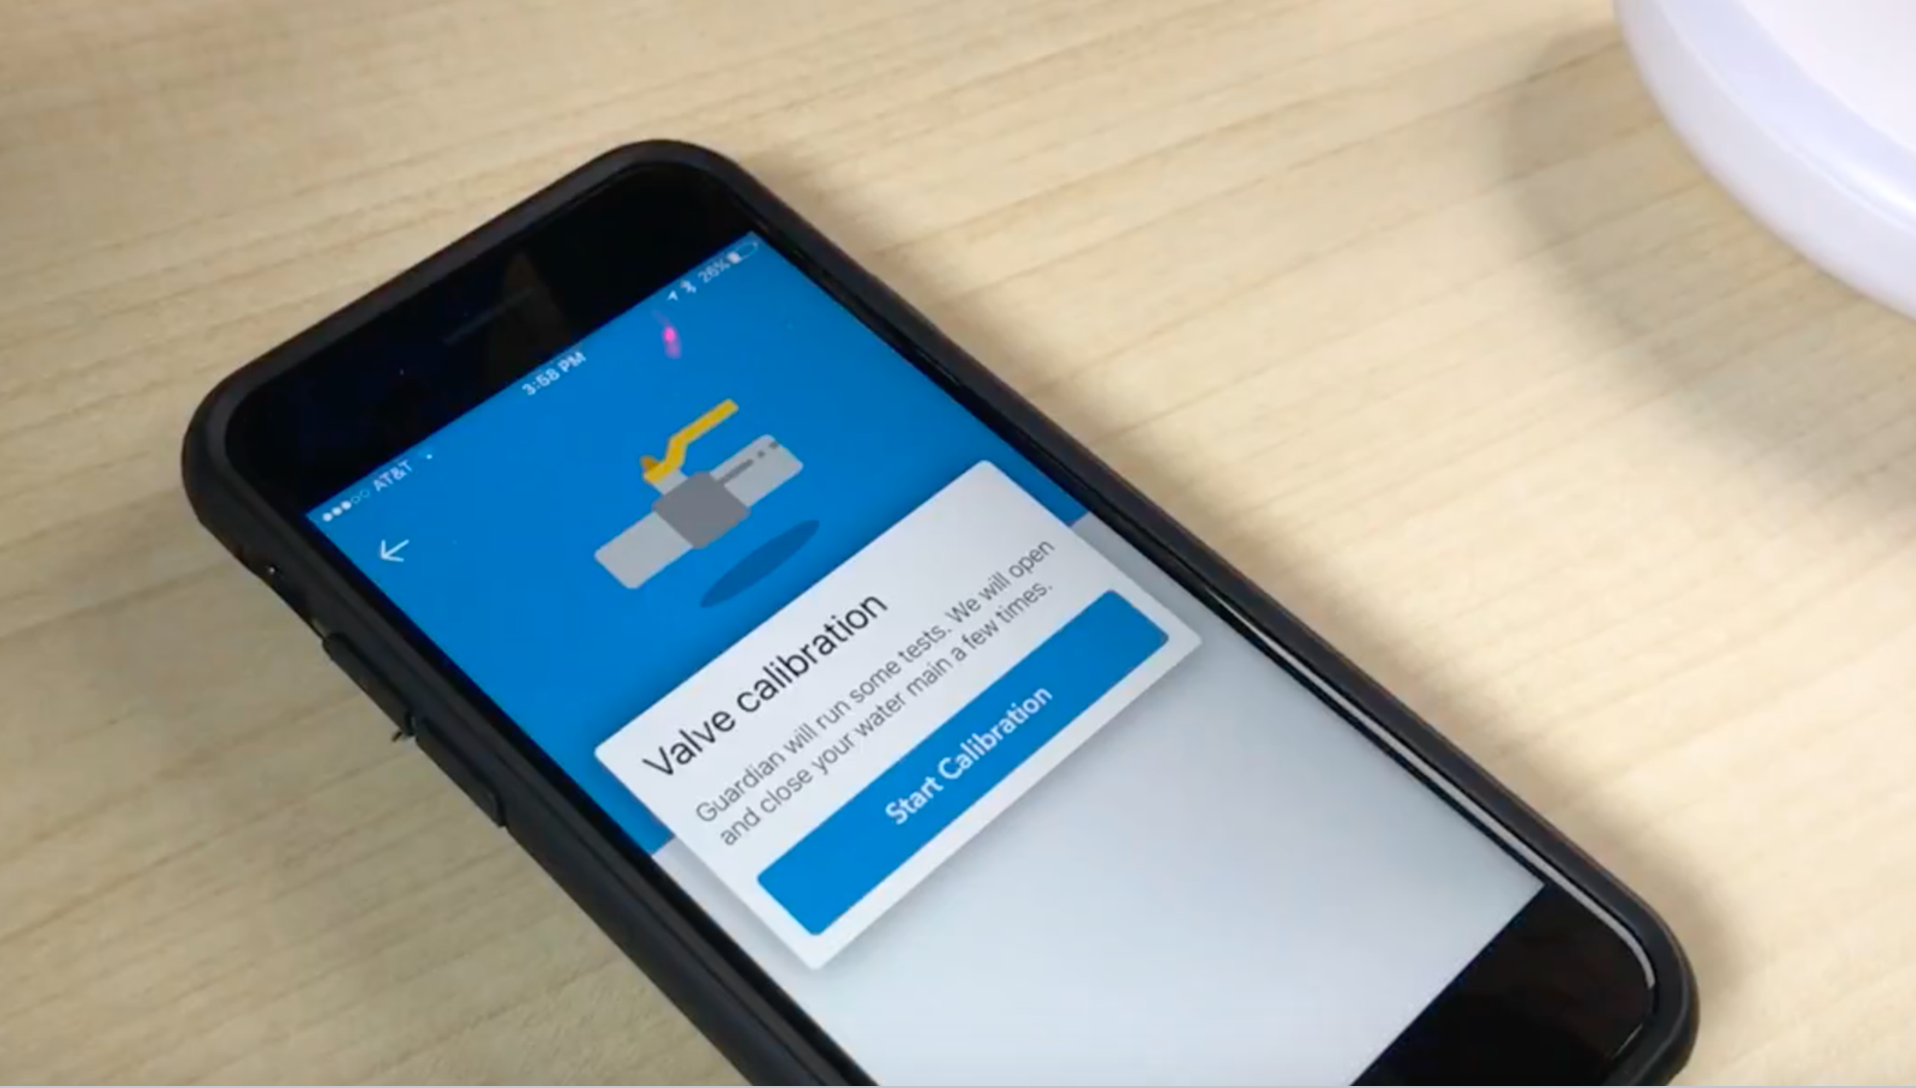 AT&T 3:58 PM 26%
Valve calibration
Guardian will run some tests. We will open
and close your water main a few times.
Start Calibration